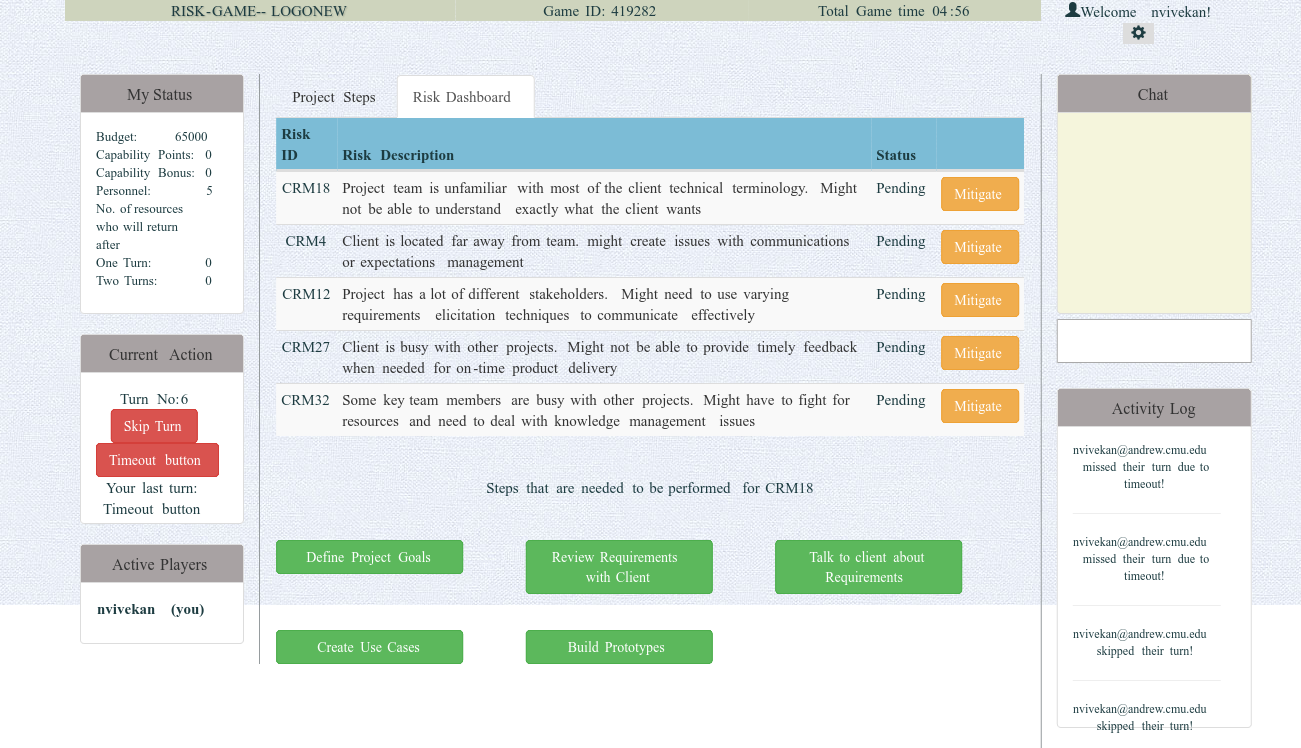 RISK-GAME-- LOGONEW
Game ID: 419282
Total Game time 04:56
Welcome nvivekan!
My Status
Budget: 65000
Capability Points: 0
Capability Bonus: 0
Personnel: 5
No. of resources
who will return
after
One Turn: 0
Two Turns: 0
Current Action
Turn No:6
Skip Turn
Timeout button
Your last turn:
Timeout button
Active Players
nvivekan (you)
Project Steps
Risk Dashboard
Risk
ID
Risk Description
Status
CRM18
Project team is unfamiliar with most of the client technical terminology. Might
not be able to understand exactly what the client wants
Pending
Mitigate
CRM4
Client is located far away from team. might create issues with communications
or expectations management
Pending
Mitigate
CRM12
Project has a lot of different stakeholders. Might need to use varying
requirements elicitation techniques to communicate effectively
Pending
Mitigate
CRM27
Client is busy with other projects. Might not be able to provide timely feedback
when needed for on-time product delivery
Pending
Mitigate
CRM32
Some key team members are busy with other projects. Might have to fight for
resources and need to deal with knowledge management issues
Pending
Mitigate
Steps that are needed to be performed for CRM18
Define Project Goals
Review Requirements
with Client
Talk to client about
Requirements
Create Use Cases
Build Prototypes
Chat
Activity Log
nvivekan@andrew.cmu.edu
missed their turn due to
timeout!
nvivekan@andrew.cmu.edu
missed their turn due to
timeout!
nvivekan@andrew.cmu.edu
skipped their turn!
nvivekan@andrew.cmu.edu
skipped their turn!